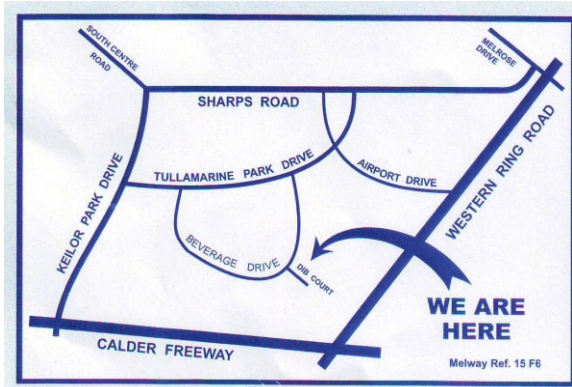 SOUTH CENTRE
ROAD
MELROSE
DRIVE
SHARPS ROAD
TULLAMARINE PARK DRIVE
AIRPORT DRIVE
WESTERN RING ROAD
KEILOR PARK DRIVE
BEVERAGE DRIVE
DIB COURT
WE ARE
HERE
CALDER FREEWAY
Melway Ref. 15 F6